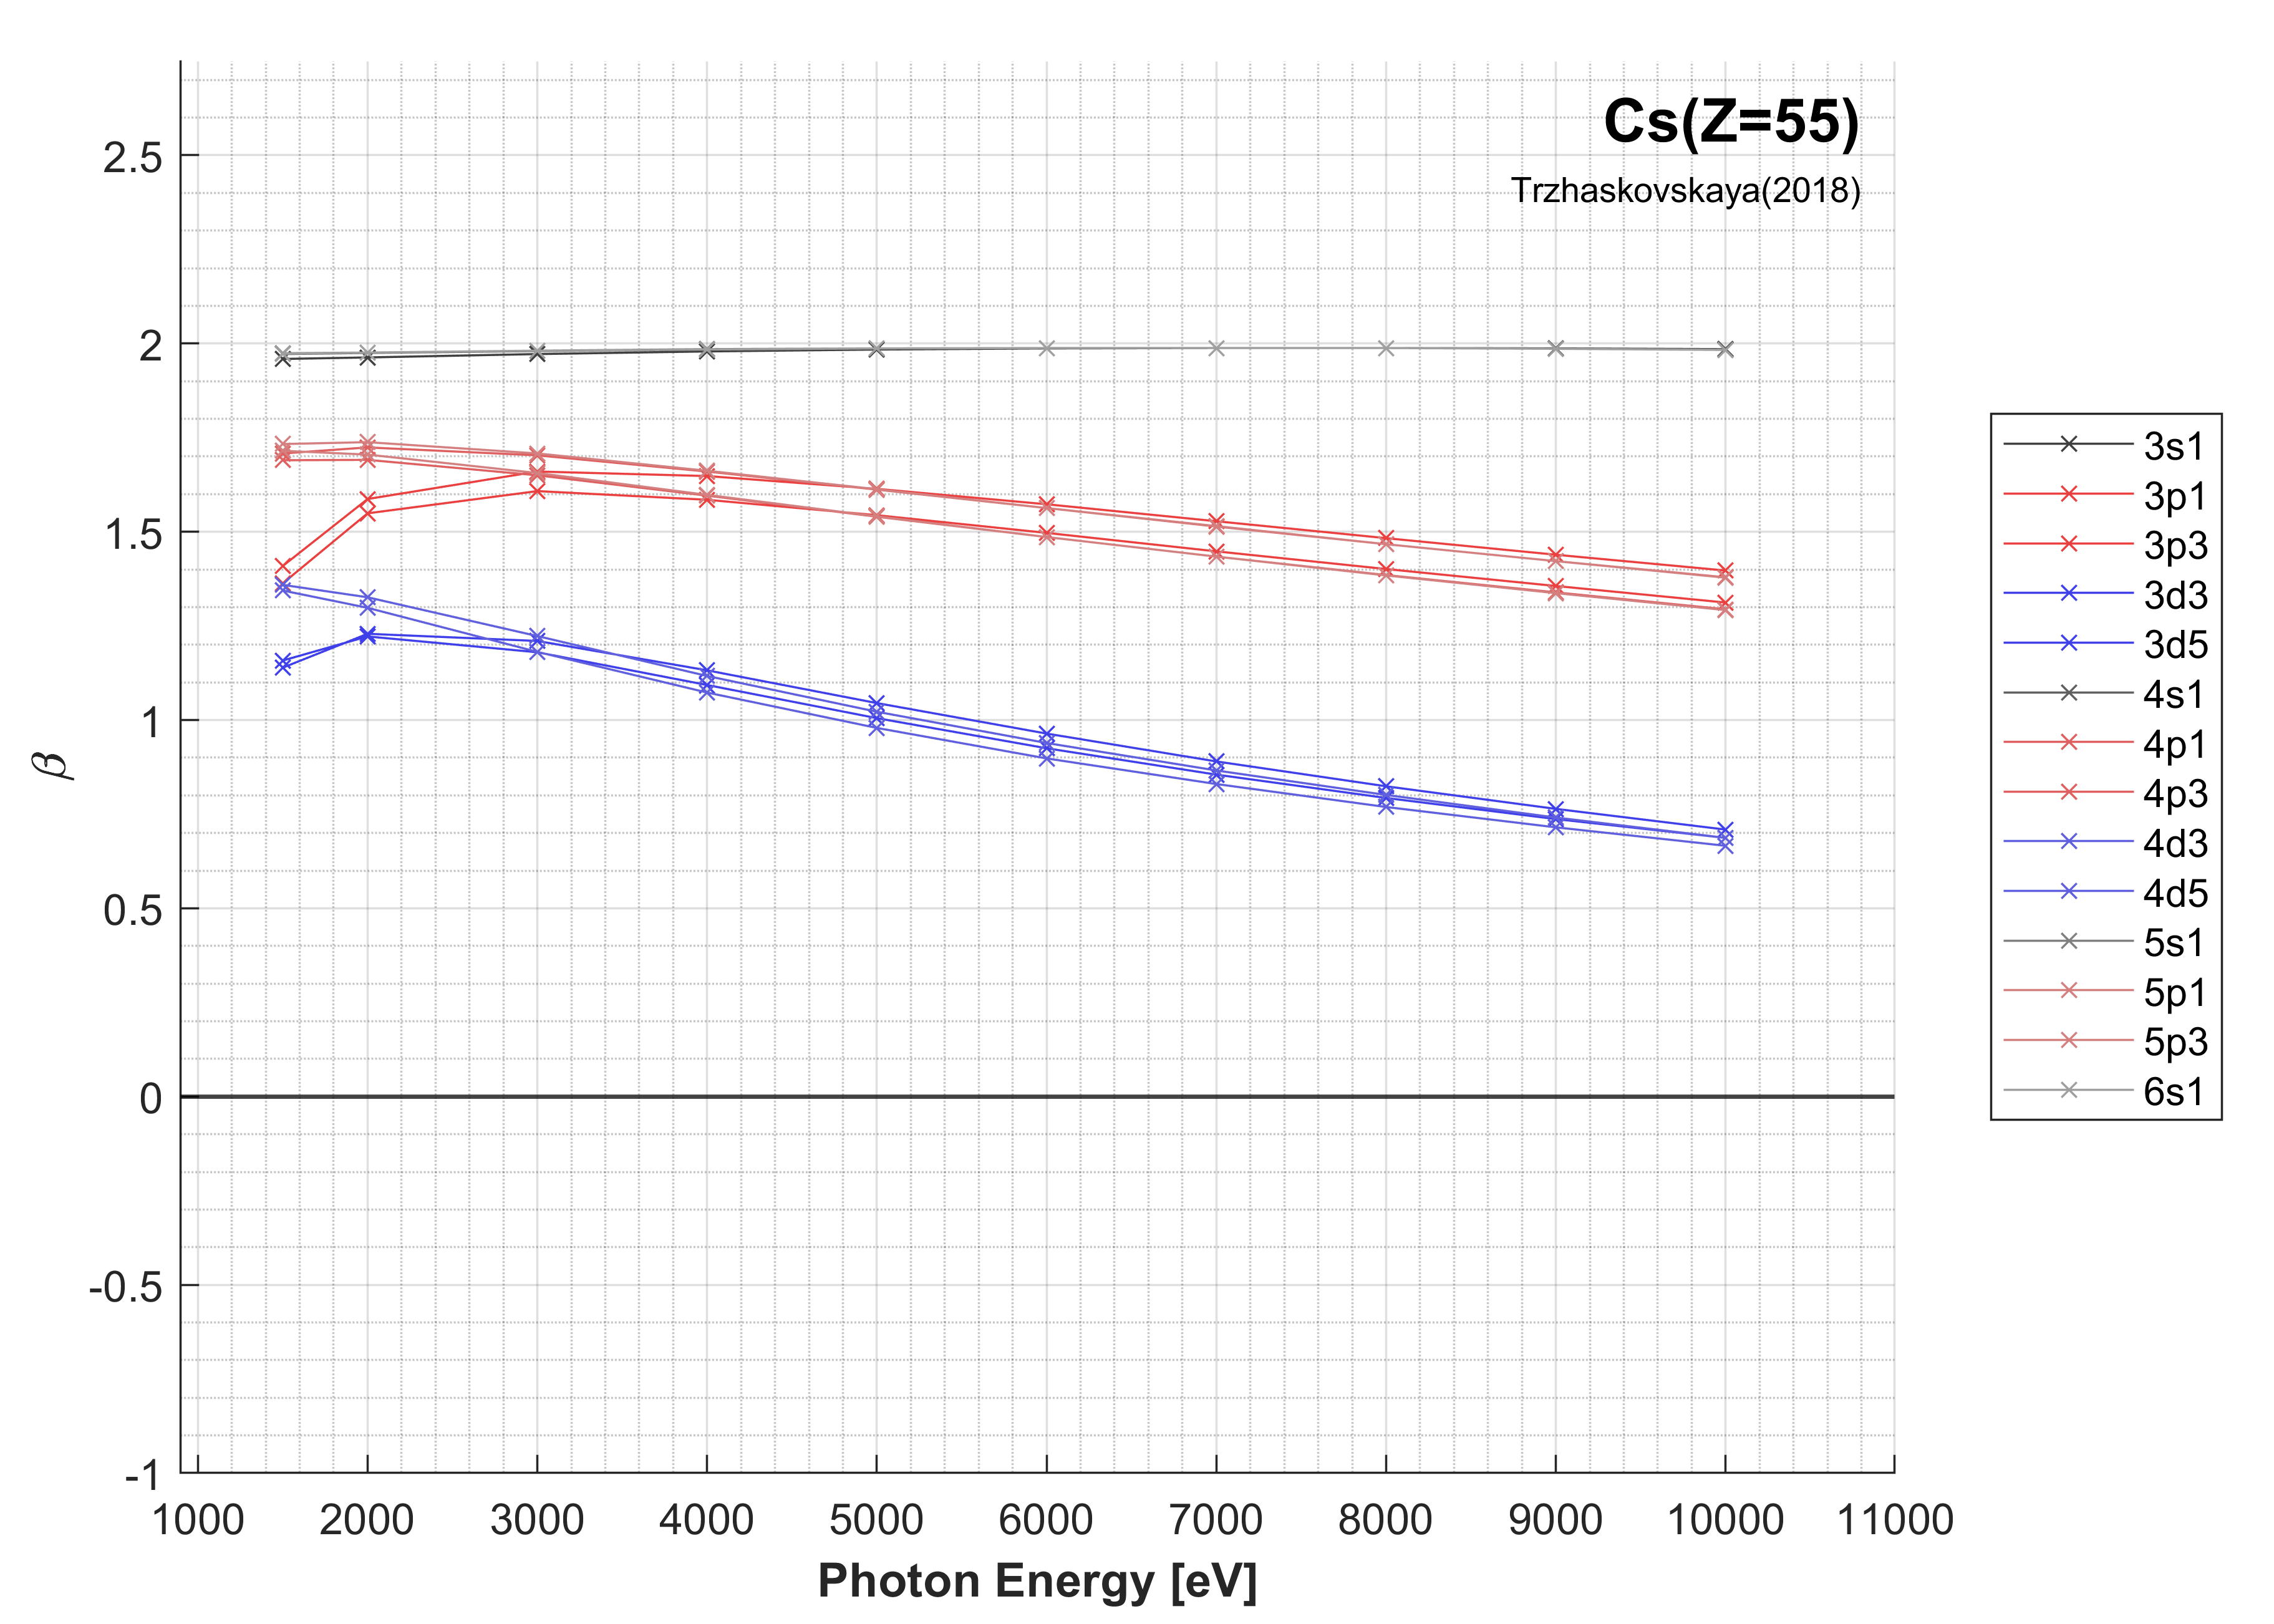 Cs(Z=55)
Trzhaskovskaya(2018)
2.5
2
1.5
1
0.5
0
-0.5
-1
β
1000 2000 3000 4000 5000 6000 7000 8000 9000 10000 11000
Photon Energy [eV]
3s1
3p1
3p3
3d3
3d5
4s1
4p1
4p3
4d3
4d5
5s1
5p1
5p3
6s1